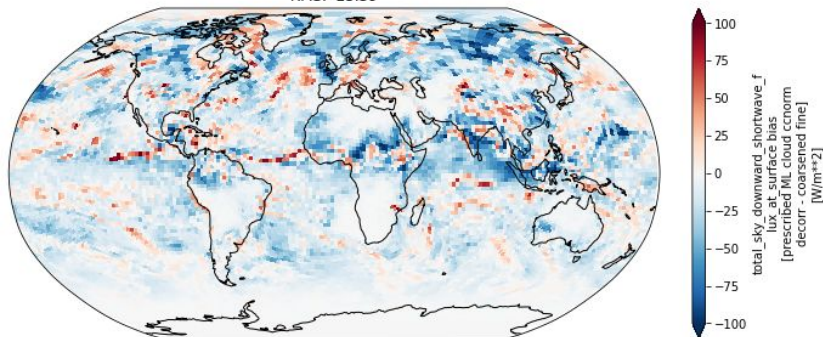 100
75
50
25
0
−25
−50
−75
−100
total_sky_downward_shortwave_f
lux_at_surface bias
[prescribed ML cloud ccnorm
decorr - coarsened fine]
[W/m**2]